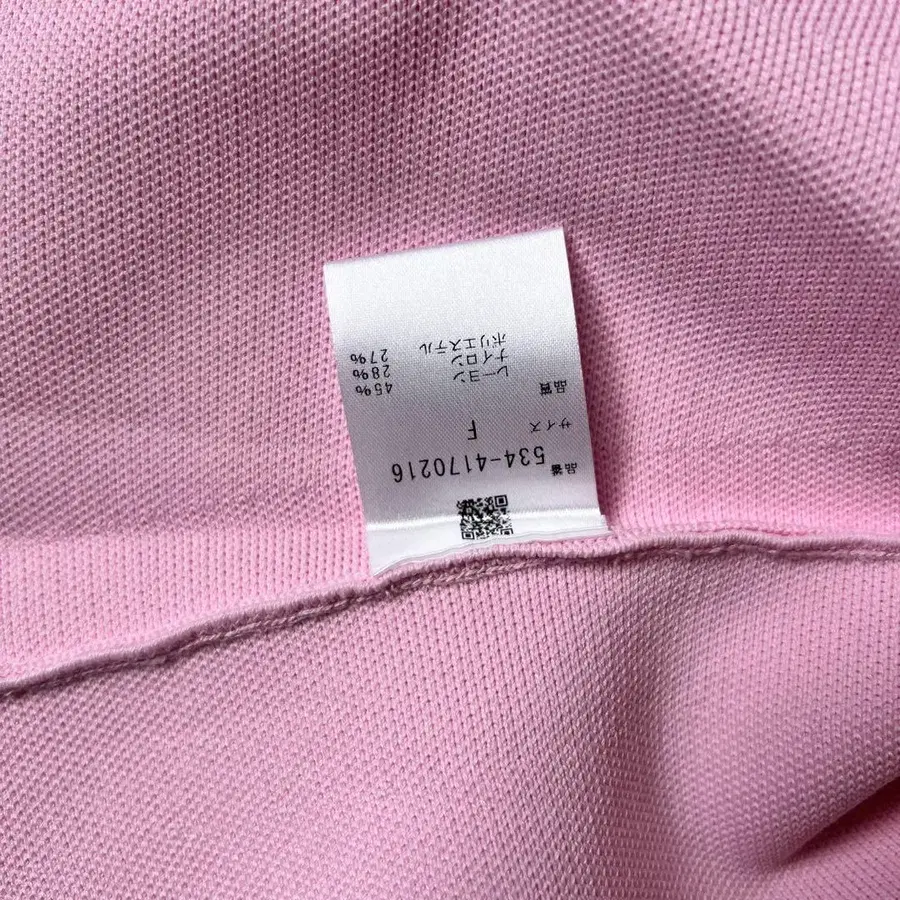 品番 534-4170216
サイズ F
品質 レーヨン 45%
ナイロン 28%
ポリエステル 27%